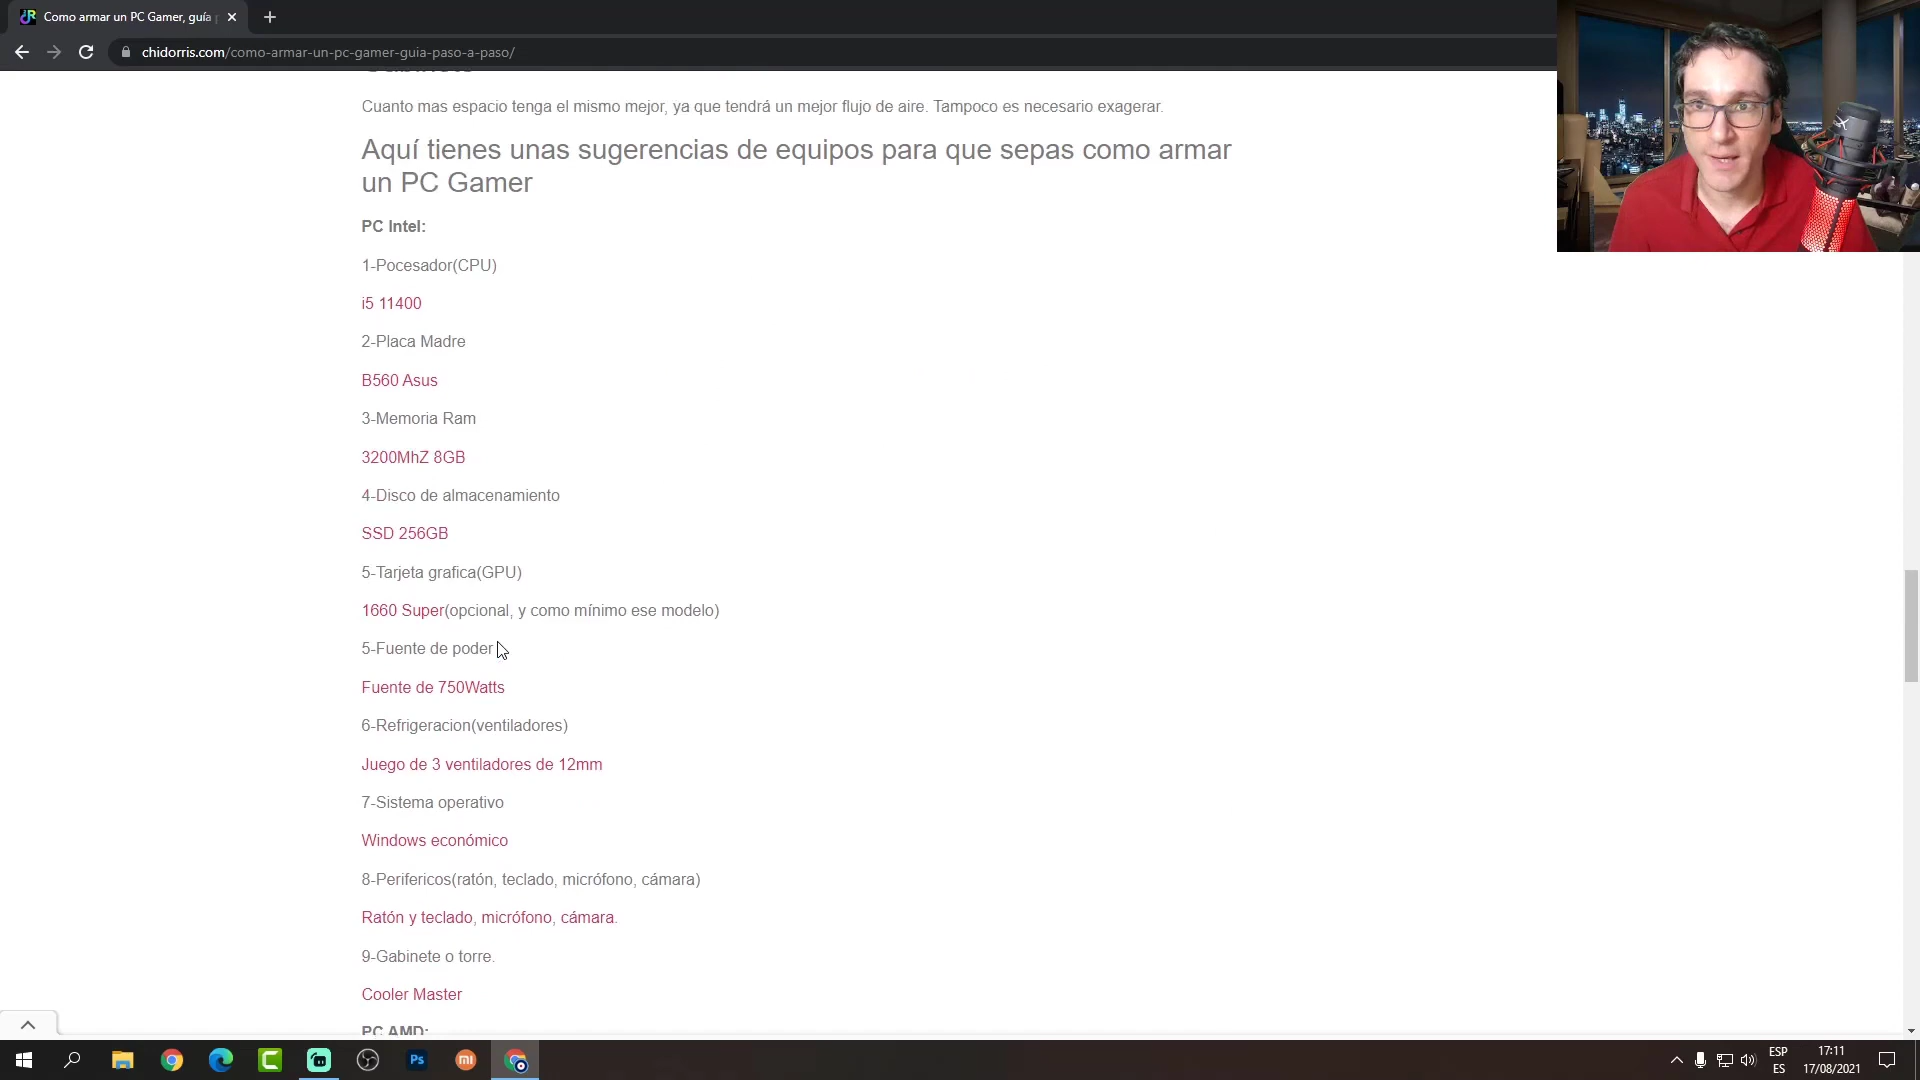 Como armar un PC Gamer, guía
chidorris.com/como-armar-un-pc-gamer-guia-paso-a-paso/
Cuanto mas espacio tenga el mismo mejor, ya que tendrá un mejor flujo de aire. Tampoco es necesario exagerar.
Aquí tienes unas sugerencias de equipos para que sepas como armar
un PC Gamer
PC Intel:
1-Pocesador(CPU)
i5 11400
2-Placa Madre
B560 Asus
3-Memoria Ram
3200MhZ 8GB
4-Disco de almacenamiento
SSD 256GB
5-Tarjeta grafica(GPU)
1660 Super(opcional, y como mínimo ese modelo)
5-Fuente de poder
Fuente de 750Watts
6-Refrigeracion(ventiladores)
Juego de 3 ventiladores de 12mm
7-Sistema operativo
Windows económico
8-Perifericos(ratón, teclado, micrófono, cámara)
Ratón y teclado, micrófono, cámara.
9-Gabinete o torre.
Cooler Master
PC AMD:
Ps
mi
ESP
ES
17:11
17/08/2021